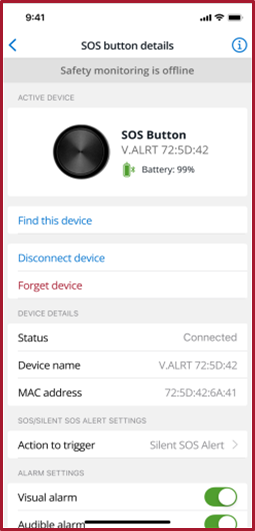 9:41
SOS button details
Safety monitoring is offline
ACTIVE DEVICE
SOS Button
V.ALRT 72:5D:42
Battery: 99%
Find this device
Disconnect device
Forget device
DEVICE DETAILS
Status Connected
Device name V.ALRT 72:5D:42
MAC address 72:5D:42:6A:41
SOS/SILENT SOS ALERT SETTINGS
Action to trigger Silent SOS Alert
ALARM SETTINGS
Visual alarm
Audible alarm